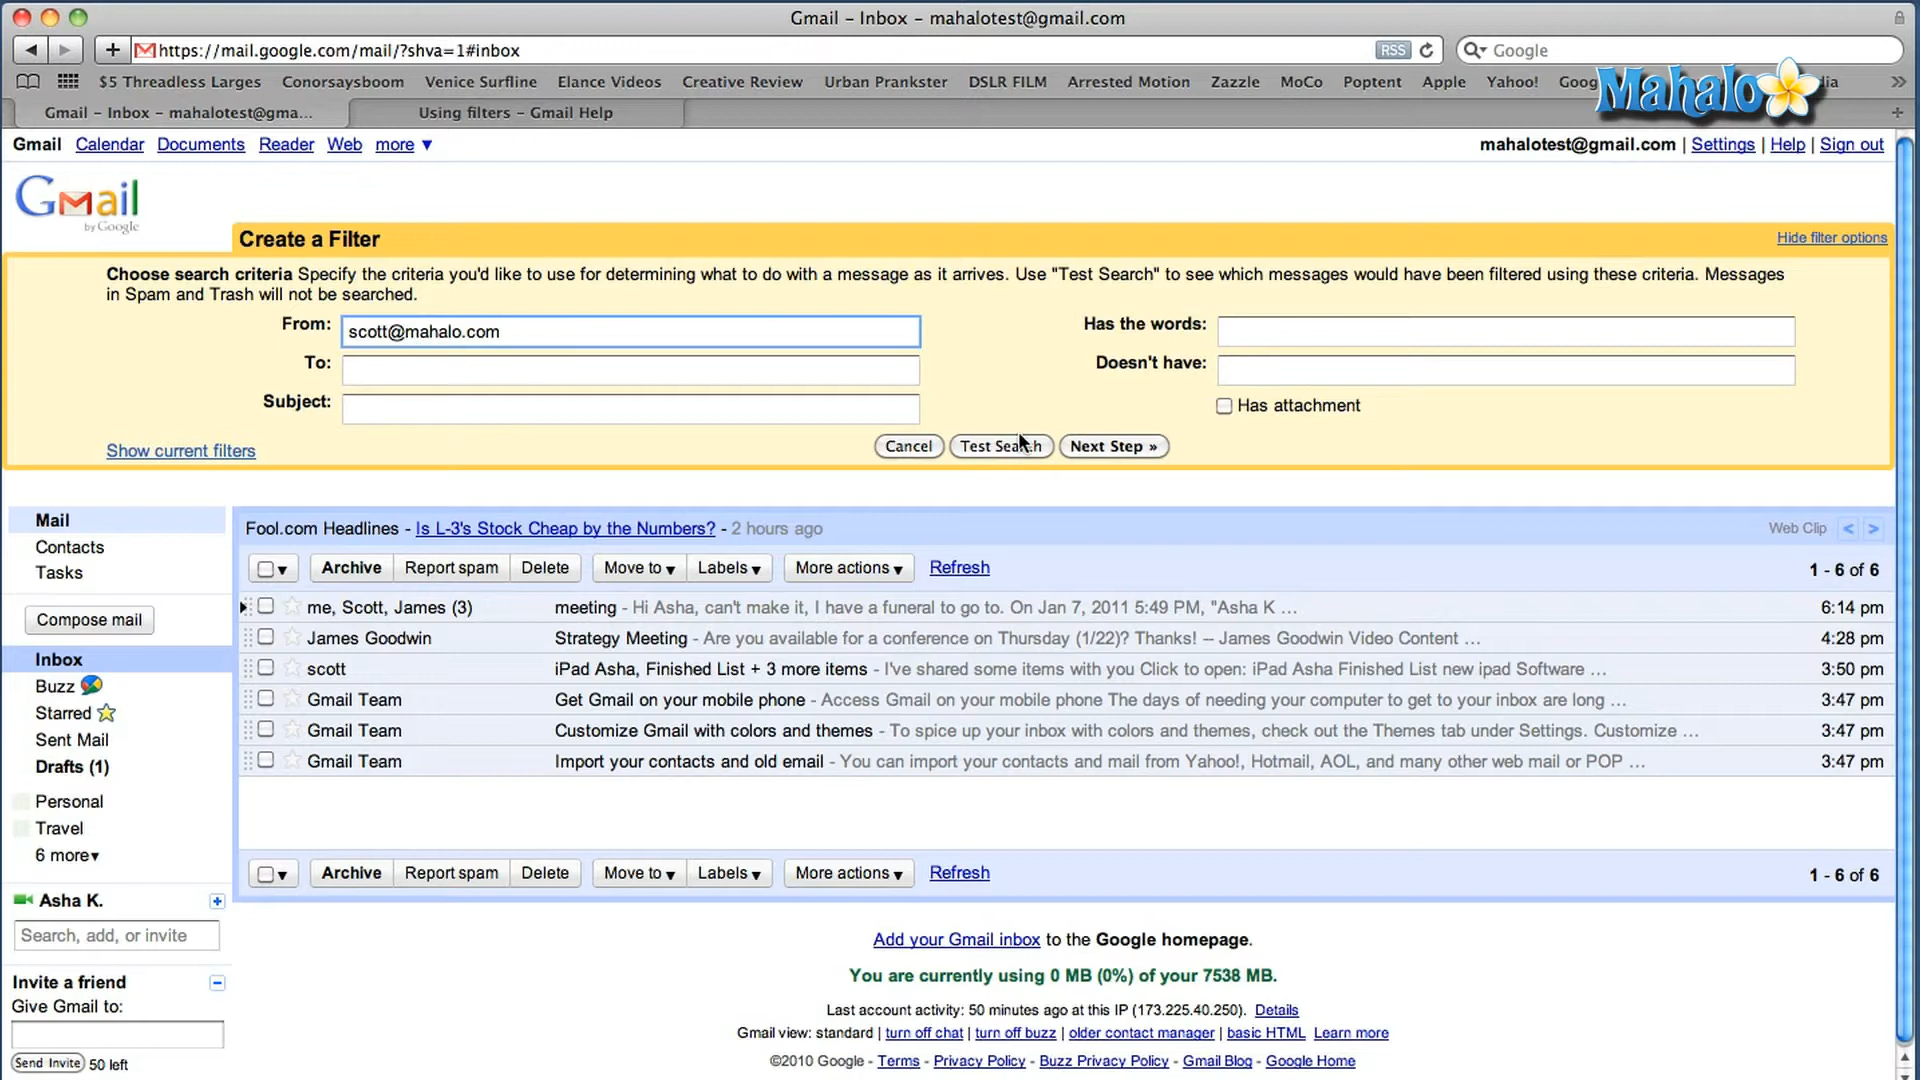 Gmail – Inbox – mahalotest@gmail.com
https://mail.google.com/mail/?shva=1#inbox RSS Google
$5 Threadless Larges Conorsaysboom Venice Surfline Elance Videos Creative Review Urban Prankster DSLR FILM Arrested Motion Zazzle MoCo Poptent Apple Yahoo!
Mahalo
Gmail – Inbox – mahalotest@gma... Using filters – Gmail Help
Gmail Calendar Documents Reader Web more ▼ mahalotest@gmail.com | Settings | Help | Sign out
Gmail
by Google
Create a Filter Hide filter options
Choose search criteria Specify the criteria you'd like to use for determining what to do with a message as it arrives. Use "Test Search" to see which messages would have been filtered using these criteria. Messages
in Spam and Trash will not be searched.
From: scott@mahalo.com Has the words:
To: Doesn't have:
Subject: Has attachment
Show current filters Cancel Test Search Next Step »
Mail
Contacts
Tasks
Compose mail
Inbox
Buzz
Starred
Sent Mail
Drafts (1)
Personal
Travel
6 more▾
Asha K.
Search, add, or invite
Invite a friend
Give Gmail to:
Send Invite 50 left
Fool.com Headlines - Is L-3's Stock Cheap by the Numbers? - 2 hours ago Web Clip < >
Archive Report spam Delete Move to ▾ Labels ▾ More actions ▾ Refresh 1 - 6 of 6
me, Scott, James (3) meeting - Hi Asha, can't make it, I have a funeral to go to. On Jan 7, 2011 5:49 PM, "Asha K ... 6:14 pm
James Goodwin Strategy Meeting - Are you available for a conference on Thursday (1/22)? Thanks! -- James Goodwin Video Content ... 4:28 pm
scott iPad Asha, Finished List + 3 more items - I've shared some items with you Click to open: iPad Asha Finished List new ipad Software ... 3:50 pm
Gmail Team Get Gmail on your mobile phone - Access Gmail on your mobile phone The days of needing your computer to get to your inbox are long ... 3:47 pm
Gmail Team Customize Gmail with colors and themes - To spice up your inbox with colors and themes, check out the Themes tab under Settings. Customize ... 3:47 pm
Gmail Team Import your contacts and old email - You can import your contacts and mail from Yahoo!, Hotmail, AOL, and many other web mail or POP ... 3:47 pm
Archive Report spam Delete Move to ▾ Labels ▾ More actions ▾ Refresh 1 - 6 of 6
Add your Gmail inbox to the Google homepage.
You are currently using 0 MB (0%) of your 7538 MB.
Last account activity: 50 minutes ago at this IP (173.225.40.250). Details
Gmail view: standard | turn off chat | turn off buzz | older contact manager | basic HTML Learn more
©2010 Google - Terms - Privacy Policy - Buzz Privacy Policy - Gmail Blog - Google Home